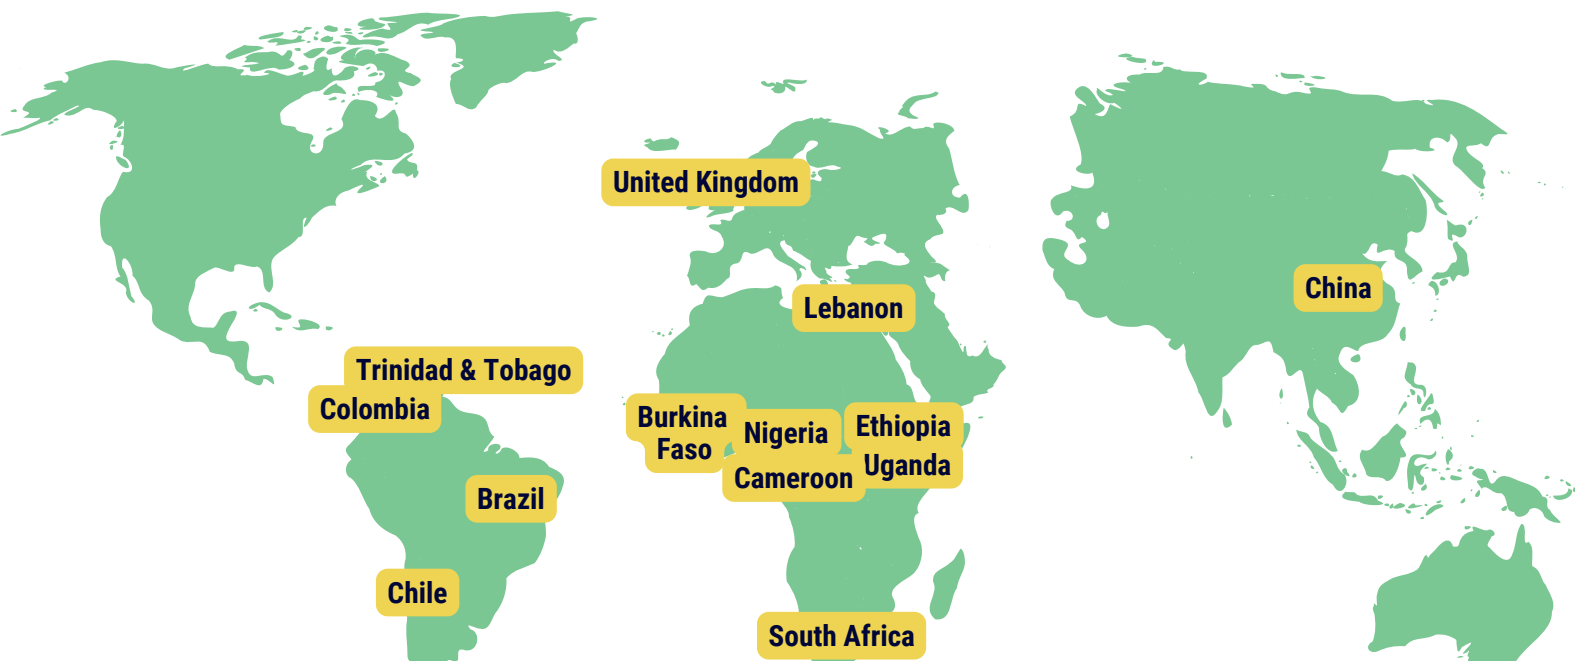 United Kingdom
Lebanon
China
Trinidad & Tobago
Colombia
Burkina
Faso
Nigeria
Ethiopia
Uganda
Cameroon
Brazil
Chile
South Africa